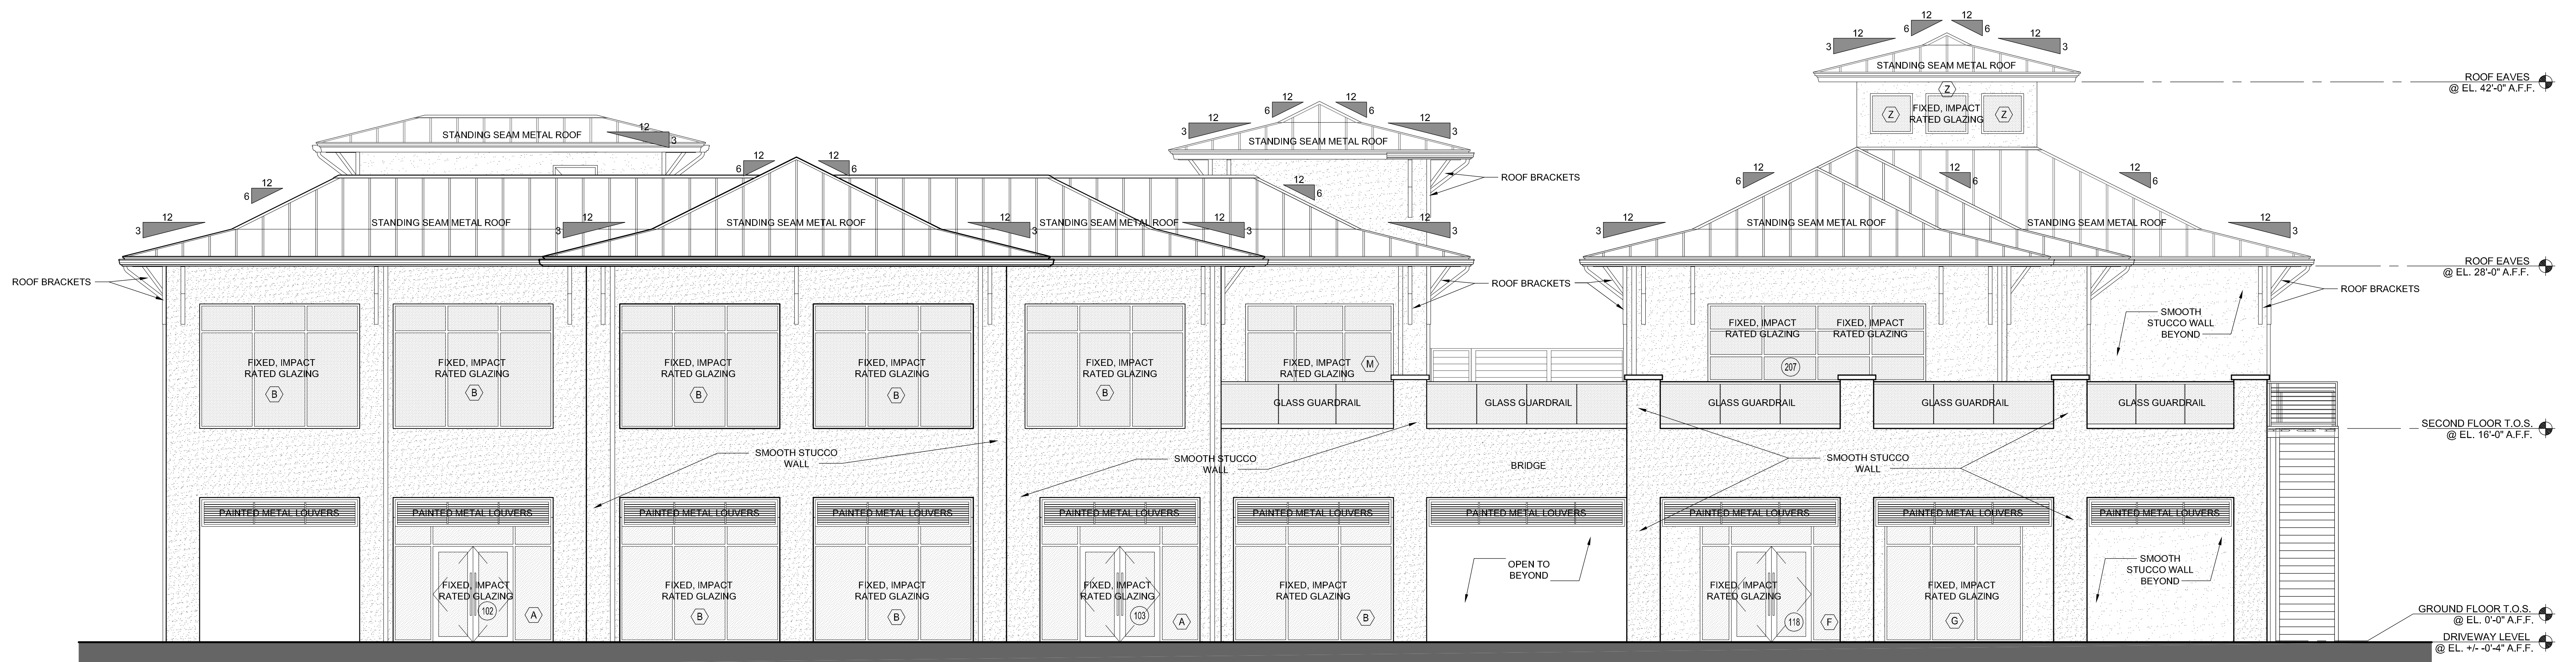 12
12
6
6
12
12
3
3
STANDING SEAM METAL ROOF
ROOF EAVES
@ EL. 42'-0" A.F.F.
Z
FIXED, IMPACT
RATED GLAZING
Z
Z
12
12
6
6
12
12
3
3
STANDING SEAM METAL ROOF
12
3
STANDING SEAM METAL ROOF
12
12
6
6
12
6
12
6
12
6
12
6
12
6
ROOF BRACKETS
12
3
STANDING SEAM METAL ROOF
12
3
STANDING SEAM METAL ROOF
12
3
STANDING SEAM METAL ROOF
12
3
12
3
12
3
STANDING SEAM METAL ROOF
STANDING SEAM METAL ROOF
12
3
ROOF EAVES
@ EL. 28'-0" A.F.F.
ROOF BRACKETS
ROOF BRACKETS
ROOF BRACKETS
SMOOTH
STUCCO WALL
BEYOND
FIXED, IMPACT
RATED GLAZING
FIXED, IMPACT
RATED GLAZING
207
FIXED, IMPACT
RATED GLAZING
B
FIXED, IMPACT
RATED GLAZING
B
FIXED, IMPACT
RATED GLAZING
B
FIXED, IMPACT
RATED GLAZING
B
FIXED, IMPACT
RATED GLAZING
B
FIXED, IMPACT
RATED GLAZING
M
GLASS GUARDRAIL
GLASS GUARDRAIL
GLASS GUARDRAIL
GLASS GUARDRAIL
GLASS GUARDRAIL
SECOND FLOOR T.O.S.
@ EL. 16'-0" A.F.F.
SMOOTH STUCCO
WALL
SMOOTH STUCCO
WALL
BRIDGE
SMOOTH STUCCO
WALL
PAINTED METAL LOUVERS
PAINTED METAL LOUVERS
PAINTED METAL LOUVERS
PAINTED METAL LOUVERS
PAINTED METAL LOUVERS
PAINTED METAL LOUVERS
PAINTED METAL LOUVERS
PAINTED METAL LOUVERS
PAINTED METAL LOUVERS
PAINTED METAL LOUVERS
FIXED, IMPACT
RATED GLAZING
102
A
FIXED, IMPACT
RATED GLAZING
B
FIXED, IMPACT
RATED GLAZING
B
FIXED, IMPACT
RATED GLAZING
103
A
FIXED, IMPACT
RATED GLAZING
B
OPEN TO
BEYOND
FIXED, IMPACT
RATED GLAZING
118
F
FIXED, IMPACT
RATED GLAZING
G
SMOOTH
STUCCO WALL
BEYOND
GROUND FLOOR T.O.S.
@ EL. 0'-0" A.F.F.
DRIVEWAY LEVEL
@ EL. +/- -0'-4" A.F.F.